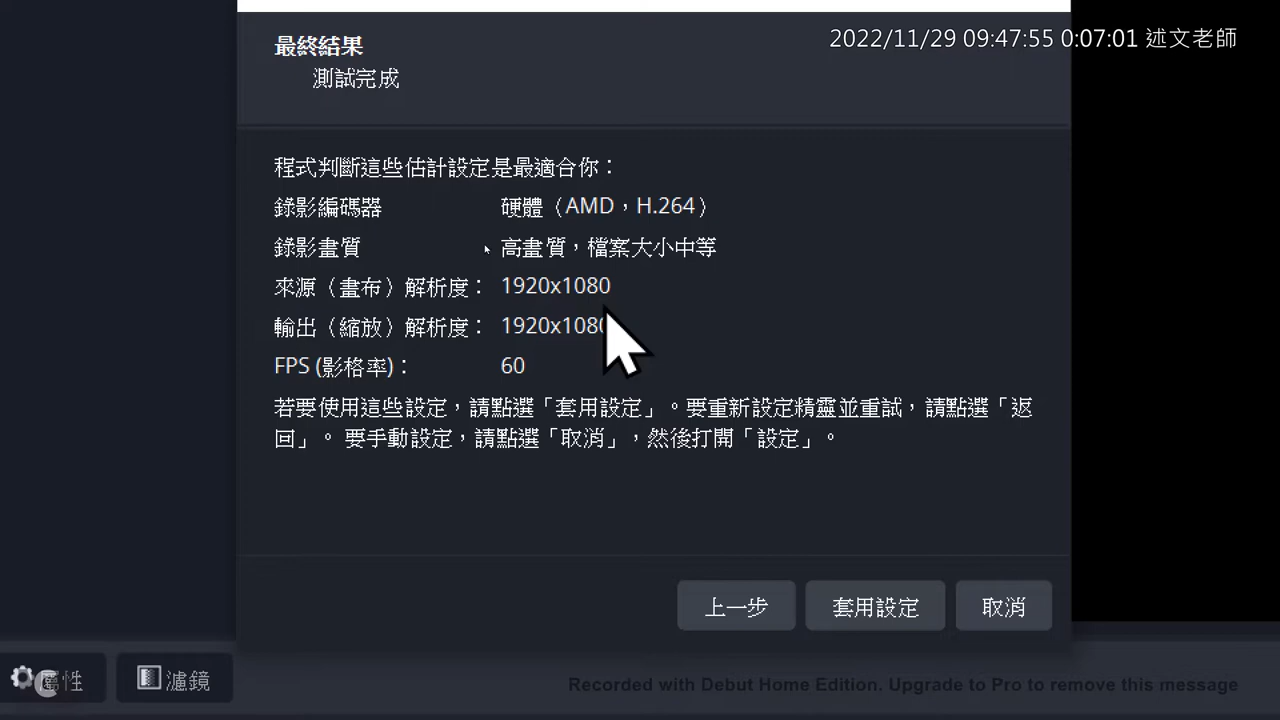 最終結果
2022/11/29 09:47:55 0:07:01 述文老師
測試完成
程式判斷這些估計設定是最適合你：
錄影編碼器 硬體（AMD，H.264）
錄影畫質 高畫質，檔案大小中等
來源（畫布）解析度： 1920x1080
輸出（縮放）解析度： 1920x1080
FPS (影格率)： 60
若要使用這些設定，請點選「套用設定」。要重新設定精靈並重試，請點選「返
回」。 要手動設定，請點選「取消」，然後打開「設定」。
上一步 套用設定 取消
屬性 濾鏡
Recorded with Debut Home Edition. Upgrade to Pro to remove this message